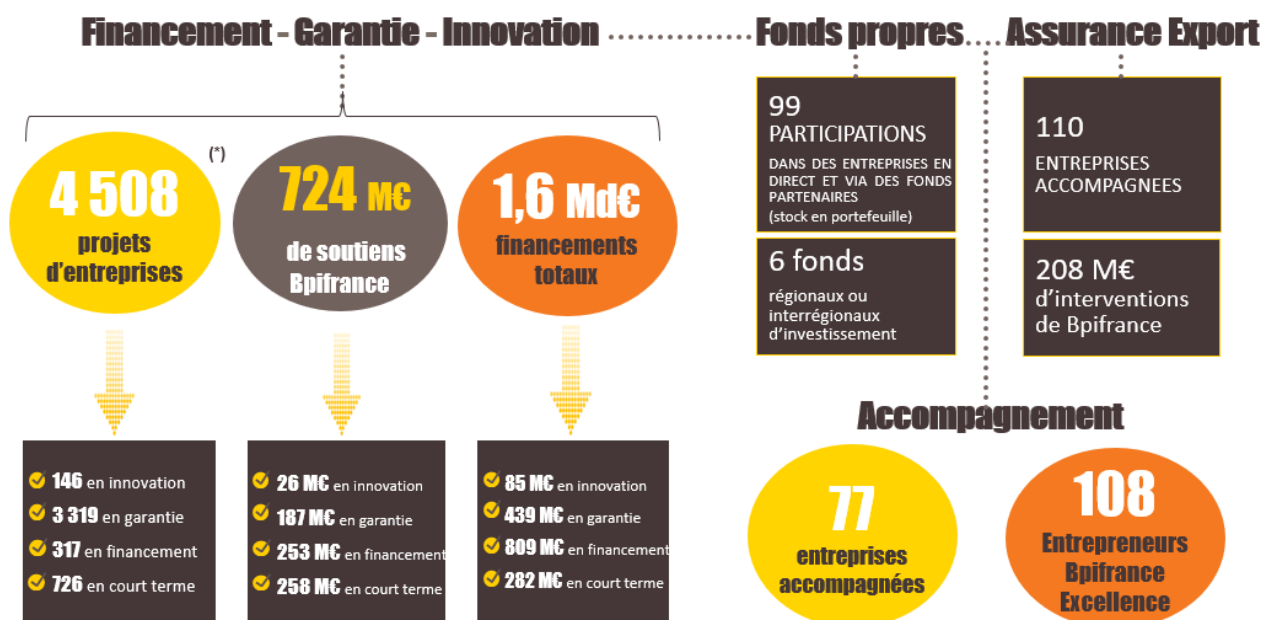 Financement - Garantie - Innovation
4 508
projets
d'entreprises
(*)
724 M€
de soutiens
Bpifrance
1,6 Md€
financements
totaux
146 en innovation
3 319 en garantie
317 en financement
726 en court terme
26 M€ en innovation
187 M€ en garantie
253 M€ en financement
258 M€ en court terme
85 M€ en innovation
439 M€ en garantie
809 M€ en financement
282 M€ en court terme
Fonds propres
99
PARTICIPATIONS
DANS DES ENTREPRISES EN
DIRECT ET VIA DES FONDS
PARTENAIRES
(stock en portefeuille)
6 fonds
régionaux ou
interrégionaux
d'investissement
Assurance Export
110
ENTREPRISES
ACCOMPAGNEES
208 M€
d'interventions
de Bpifrance
Accompagnement
77
entreprises
accompagnées
108
Entrepreneurs
Bpifrance
Excellence